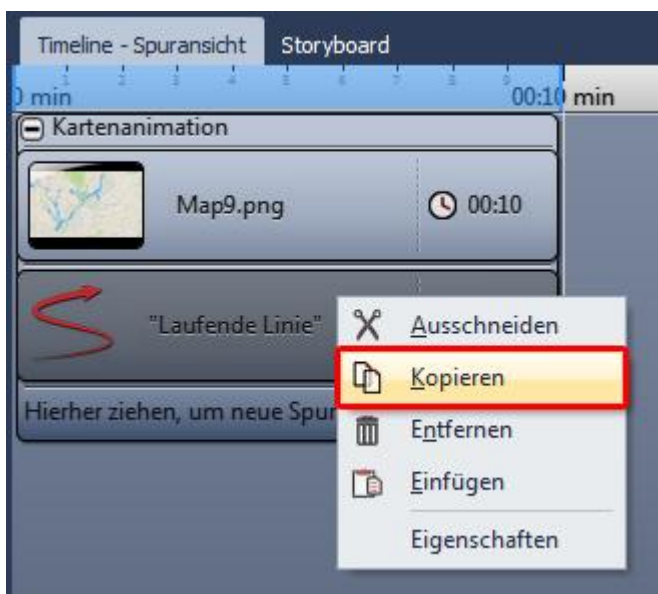 Timeline - Spuransicht Storyboard
0 min 00:10 min
Kartenanimation
Map9.png 00:10
"Laufende Linie"
Ausschneiden
Kopieren
Hierher ziehen, um neue Spur
Entfernen
Einfügen
Eigenschaften